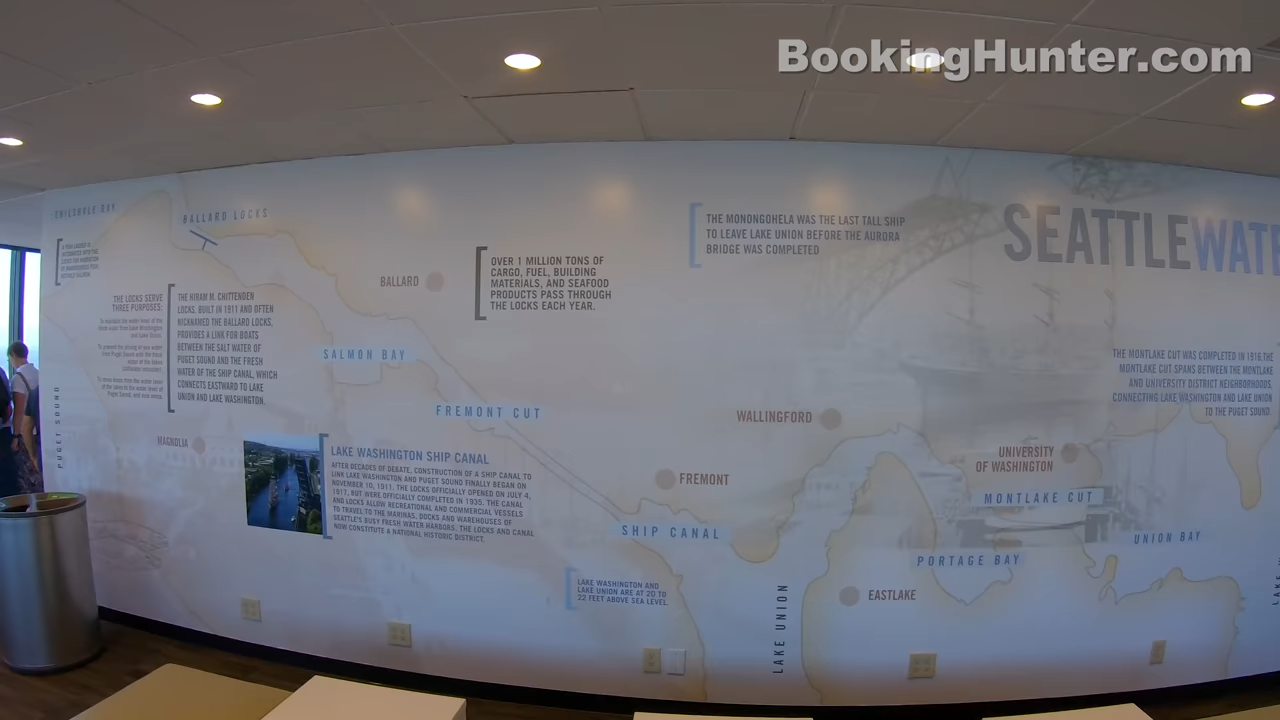 BookingHunter.com
SHILSHOLE BAY
BALLARD LOCKS
THE LOCKS SERVE
THREE PURPOSES:
THE HIRAM M. CHITTENDEN
LOCKS, BUILT IN 1911 AND OFTEN
NICKNAMED THE BALLARD LOCKS,
PROVIDES A LINK FOR BOATS
BETWEEN THE SALT WATER OF
PUGET SOUND AND THE FRESH
WATER OF THE SHIP CANAL, WHICH
CONNECTS EASTWARD TO LAKE
UNION AND LAKE WASHINGTON.
BALLARD
OVER 1 MILLION TONS OF
CARGO, FUEL, BUILDING
MATERIALS, AND SEAFOOD
PRODUCTS PASS THROUGH
THE LOCKS EACH YEAR.
THE MONONGOHELA WAS THE LAST TALL SHIP
TO LEAVE LAKE UNION BEFORE THE AURORA
BRIDGE WAS COMPLETED
SEATTLEWATE
SALMON BAY
FREMONT CUT
PUGET SOUND
MAGNOLIA
LAKE WASHINGTON SHIP CANAL
AFTER DECADES OF DEBATE, CONSTRUCTION OF A SHIP CANAL TO
LINK LAKE WASHINGTON AND PUGET SOUND FINALLY BEGAN ON
NOVEMBER 10, 1911. THE LOCKS OFFICIALLY OPENED ON JULY 4,
1917, BUT WERE OFFICIALLY COMPLETED IN 1935. THE CANAL
AND LOCKS ALLOW RECREATIONAL AND COMMERCIAL VESSELS
TO TRAVEL TO THE MARINAS, DOCKS AND WAREHOUSES OF
SEATTLE'S BUSY FRESH WATER HARBORS. THE LOCKS AND CANAL
NOW CONSTITUTE A NATIONAL HISTORIC DISTRICT.
THE MONTLAKE CUT WAS COMPLETED IN 1916. THE
MONTLAKE CUT SPANS BETWEEN THE MONTLAKE
AND UNIVERSITY DISTRICT NEIGHBORHOODS,
CONNECTING LAKE WASHINGTON AND LAKE UNION
TO THE PUGET SOUND.
WALLINGFORD
FREMONT
UNIVERSITY
OF WASHINGTON
MONTLAKE CUT
SHIP CANAL
UNION BAY
PORTAGE BAY
LAKE WASHINGTON AND
LAKE UNION ARE AT 20 TO
22 FEET ABOVE SEA LEVEL.
LAKE UNION
EASTLAKE
LAKE W